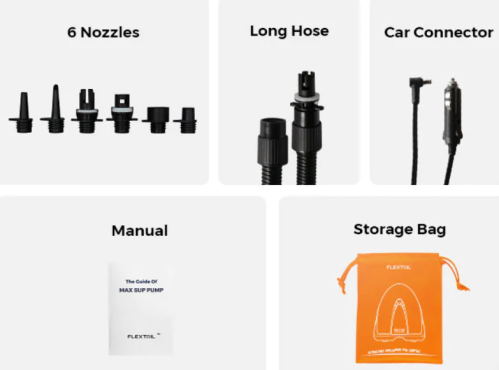 6 Nozzles
Long Hose
Car Connector
Manual
The Guide Of
MAX SUP PUMP
FLEXTAIL
Storage Bag
FLEXTAIL